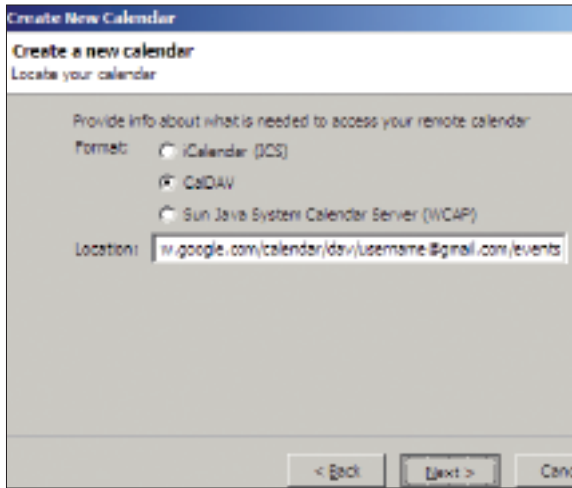 Create New Calendar
Create a new calendar
Locate your calendar
Provide info about what is needed to access your remote calendar
Format:
iCalendar (ICS)
CalDAV
Sun Java System Calendar Server (WCAP)
Location: w.google.com/calendar/dav/username@gmail.com/events
< Back Next > Canc